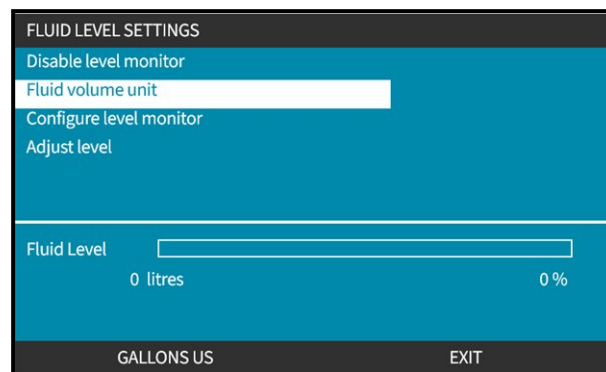 FLUID LEVEL SETTINGS
Disable level monitor
Fluid volume unit
Configure level monitor
Adjust level
Fluid Level
0 litres 0 %
GALLONS US EXIT